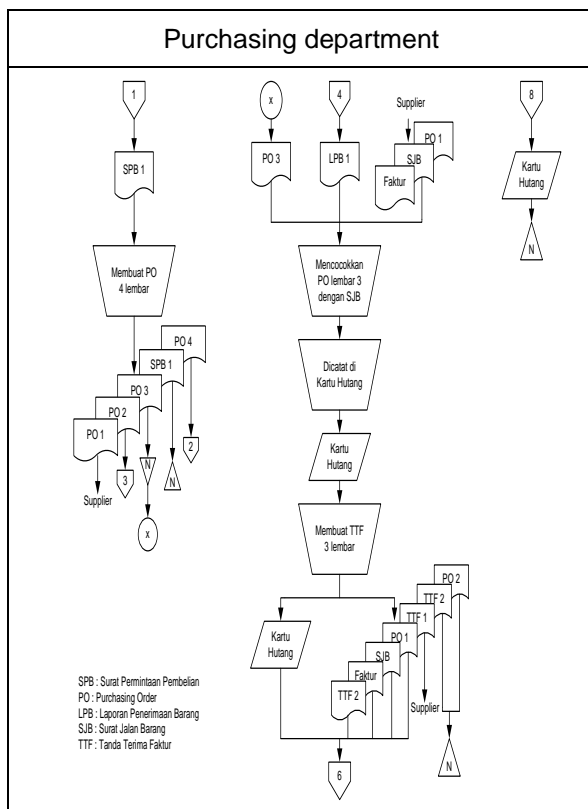 Purchasing department
1
SPB 1
Membuat PO
4 lembar
PO 4
SPB 1
PO 3
PO 2
PO 1
Supplier
3
N
x
N
2
x
4
Supplier
PO 3
LPB 1
PO 1
SJB
Faktur
Mencocokkan
PO lembar 3
dengan SJB
Dicatat di
Kartu Hutang
Kartu
Hutang
Membuat TTF
3 lembar
Kartu
Hutang
PO 2
TTF 2
TTF 1
PO 1
SJB
Faktur
TTF 2
Supplier
N
6
8
Kartu
Hutang
N
SPB : Surat Permintaan Pembelian
PO : Purchasing Order
LPB : Laporan Penerimaan Barang
SJB : Surat Jalan Barang
TTF : Tanda Terima Faktur